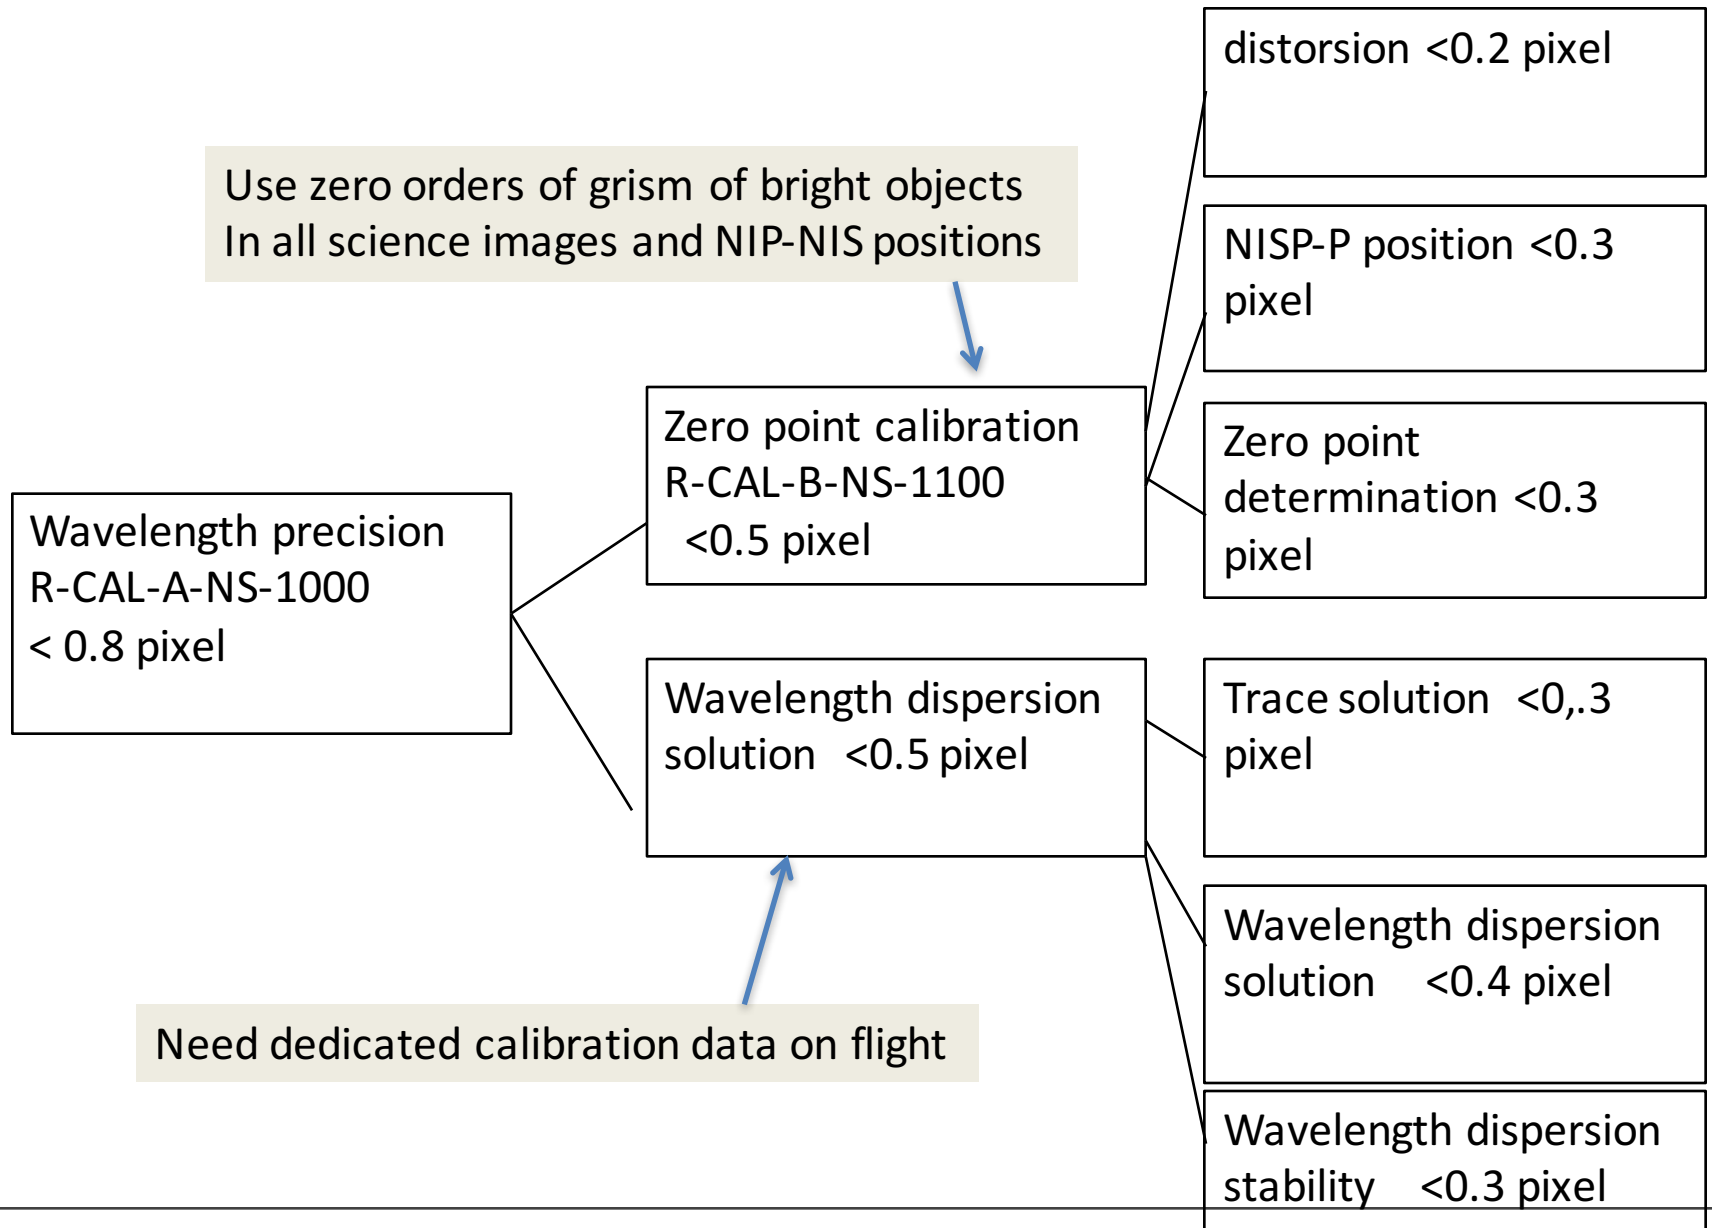 distorsion <0.2 pixel
Use zero orders of grism of bright objects
In all science images and NIP-NIS positions
NISP-P position <0.3
pixel
Zero point calibration
R-CAL-B-NS-1100
<0.5 pixel
Zero point
determination <0.3
pixel
Wavelength precision
R-CAL-A-NS-1000
< 0.8 pixel
Wavelength dispersion
solution <0.5 pixel
Trace solution <0,.3
pixel
Wavelength dispersion
solution <0.4 pixel
Need dedicated calibration data on flight
Wavelength dispersion
stability <0.3 pixel